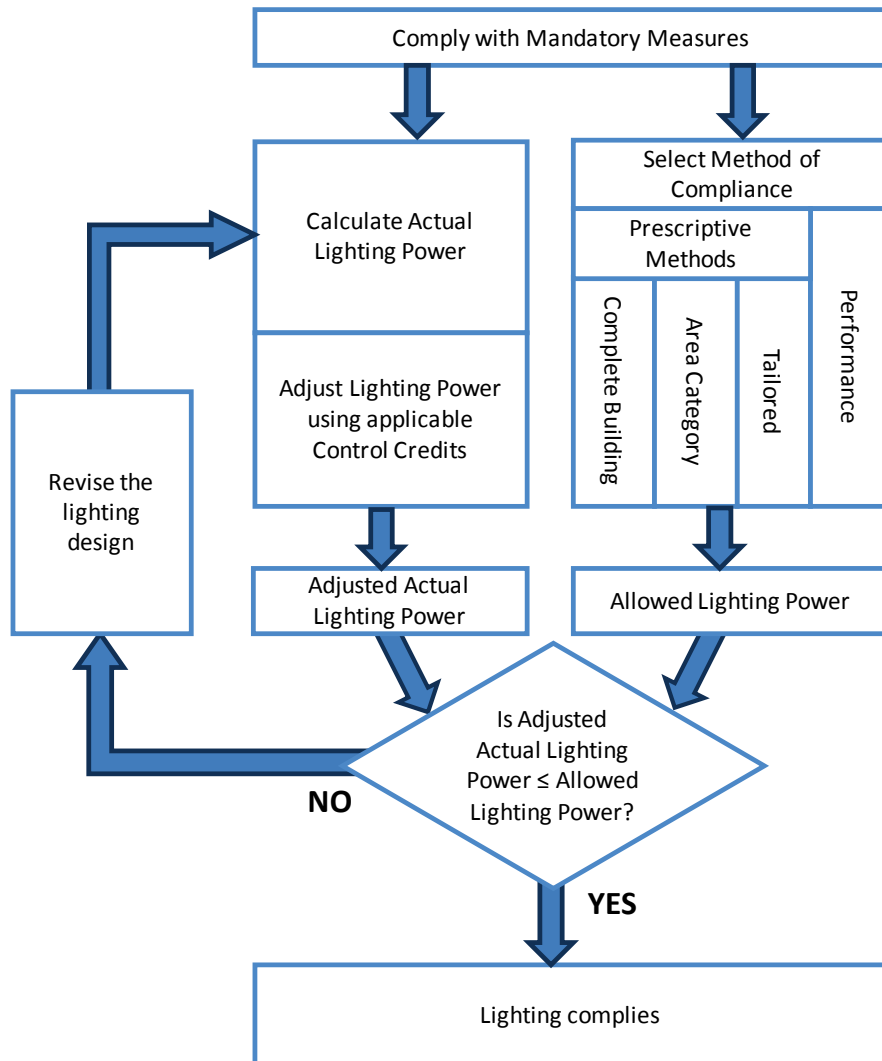 Comply with Mandatory Measures
Calculate Actual
Lighting Power
Adjust Lighting Power
using applicable
Control Credits
Select Method of
Compliance
Prescriptive
Methods
Complete Building
Area Category
Tailored
Performance
Revise the
lighting
design
Adjusted Actual
Lighting Power
Allowed Lighting Power
Is Adjusted
Actual Lighting
Power ≤ Allowed
Lighting Power?
NO
YES
Lighting complies